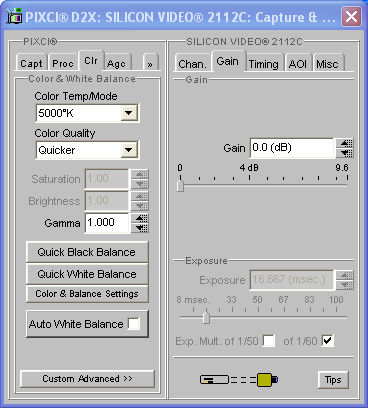 PIXCI® D2X: SILICON VIDEO® 2112C: Capture & ...
PIXCI®
Capt Proc Clr Agc »
Color & White Balance
Color Temp/Mode
5000°K
Color Quality
Quicker
Saturation 1.00
Brightness 1.00
Gamma 1.000
Quick Black Balance
Quick White Balance
Color & Balance Settings
Auto White Balance
Custom Advanced >>
SILICON VIDEO® 2112C
Chan. Gain Timing AOI Misc
Gain
Gain 0.0 (dB)
0 4 dB 9.6
Exposure
Exposure 16.667 (msec.)
8 msec. 33 50 67 83 100
Exp. Mult. of 1/50 of 1/60
Tips